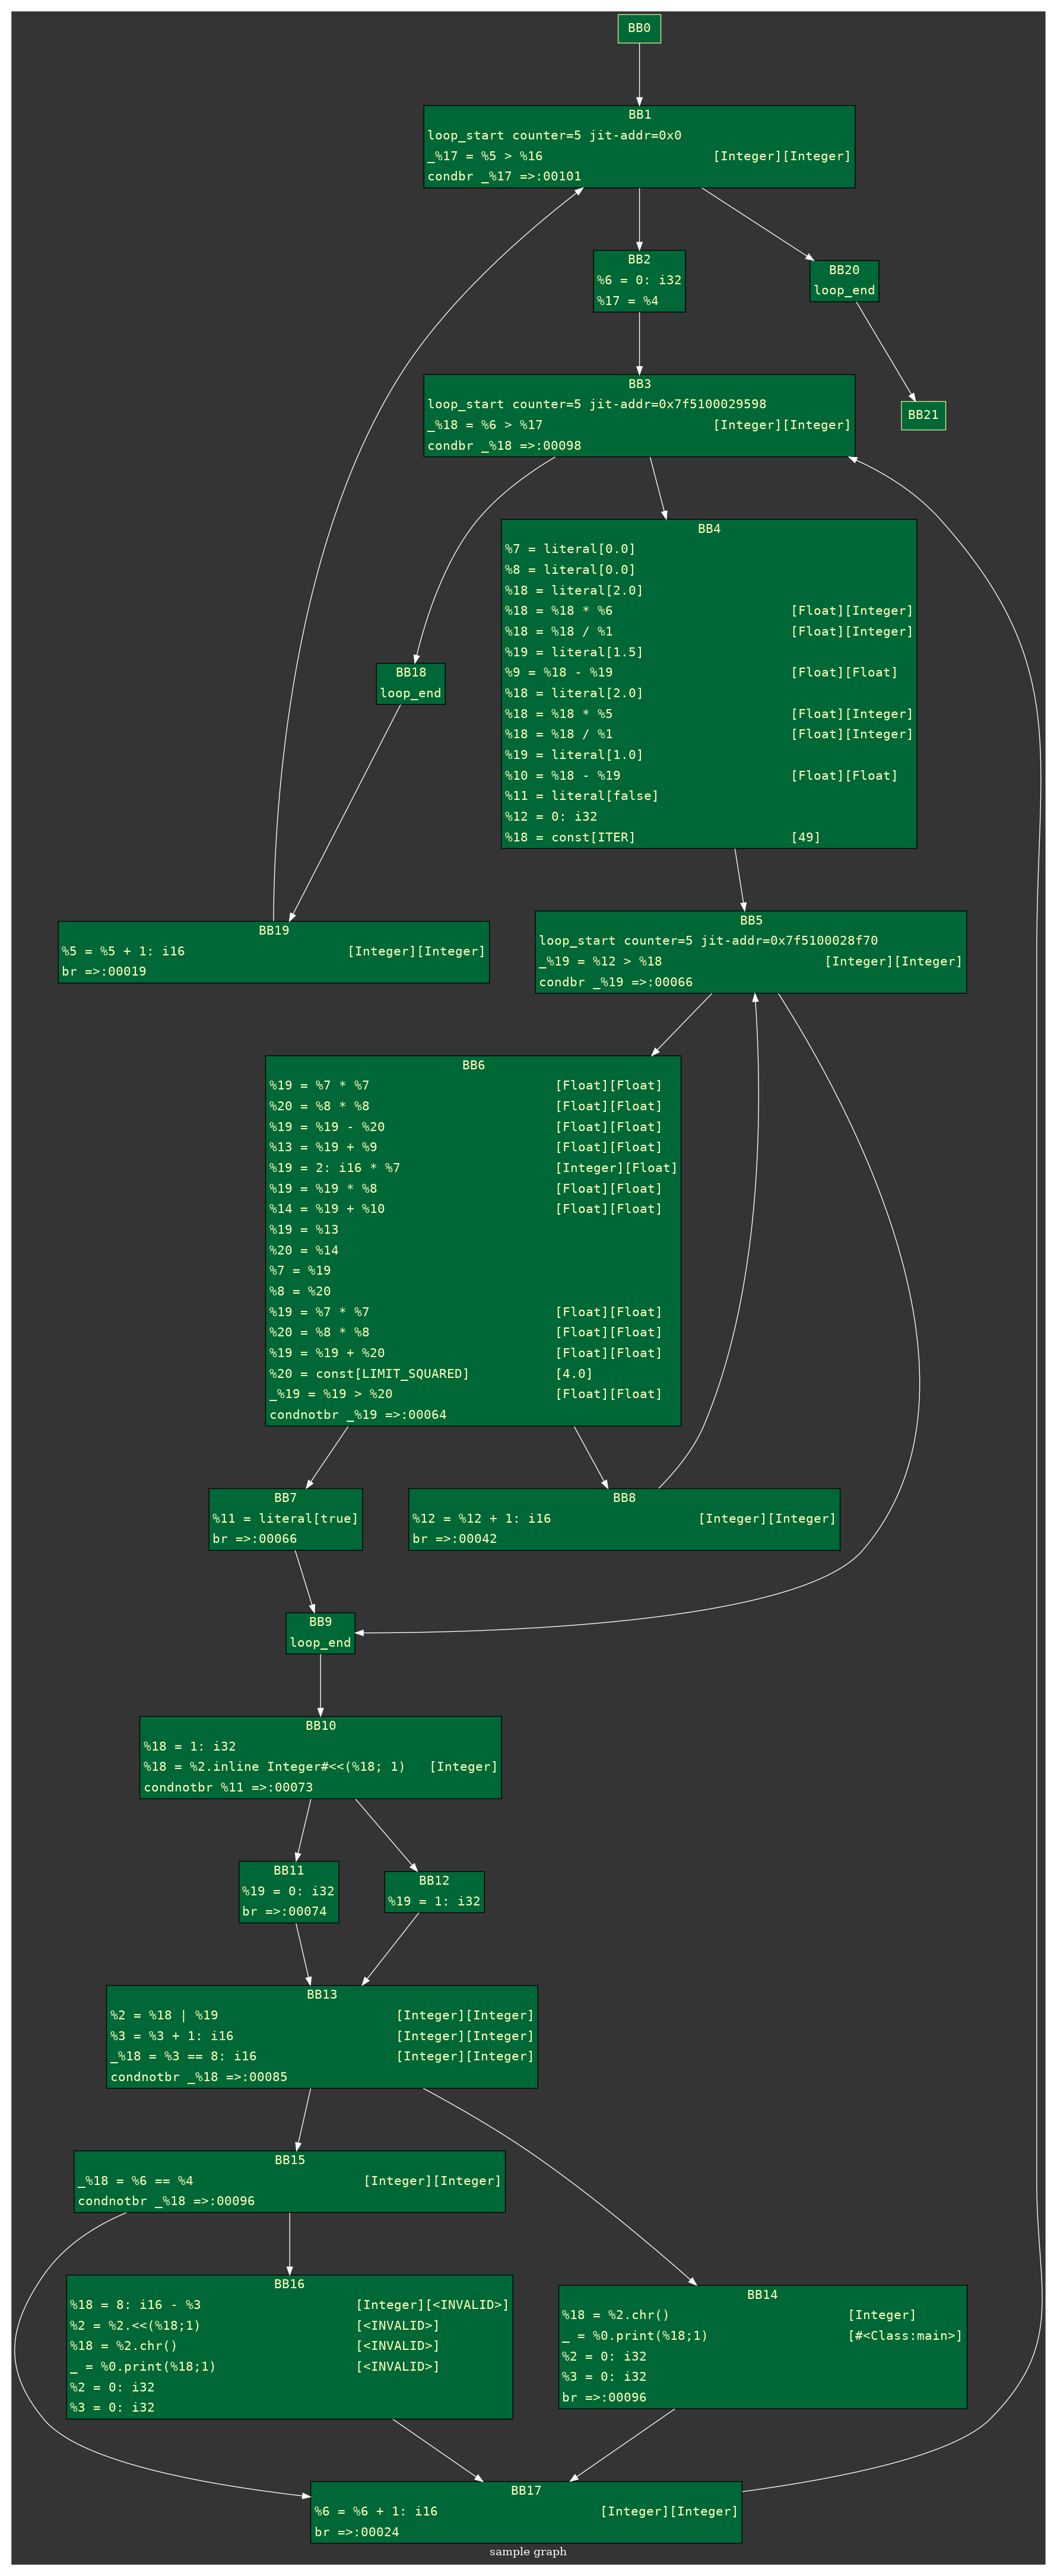 BB0
BB1
loop_start counter=5 jit-addr=0x0
_%17 = %5 > %16 [Integer][Integer]
condbr _%17 =>:00101
BB2
%6 = 0: i32
%17 = %4
BB20
loop_end
BB3
loop_start counter=5 jit-addr=0x7f5100029598
_%18 = %6 > %17 [Integer][Integer]
condbr _%18 =>:00098
BB21
BB4
%7 = literal[0.0]
%8 = literal[0.0]
%18 = literal[2.0]
%18 = %18 * %6 [Float][Integer]
%18 = %18 / %1 [Float][Integer]
%19 = literal[1.5]
%9 = %18 - %19 [Float][Float]
%18 = literal[2.0]
%18 = %18 * %5 [Float][Integer]
%18 = %18 / %1 [Float][Integer]
%19 = literal[1.0]
%10 = %18 - %19 [Float][Float]
%11 = literal[false]
%12 = 0: i32
%18 = const[ITER] [49]
BB18
loop_end
BB19
%5 = %5 + 1: i16 [Integer][Integer]
br =>:00019
BB5
loop_start counter=5 jit-addr=0x7f5100028f70
_%19 = %12 > %18 [Integer][Integer]
condbr _%19 =>:00066
BB6
%19 = %7 * %7 [Float][Float]
%20 = %8 * %8 [Float][Float]
%19 = %19 - %20 [Float][Float]
%13 = %19 + %9 [Float][Float]
%19 = 2: i16 * %7 [Integer][Float]
%19 = %19 * %8 [Float][Float]
%14 = %19 + %10 [Float][Float]
%19 = %13
%20 = %14
%7 = %19
%8 = %20
%19 = %7 * %7 [Float][Float]
%20 = %8 * %8 [Float][Float]
%19 = %19 + %20 [Float][Float]
%20 = const[LIMIT_SQUARED] [4.0]
_%19 = %19 > %20 [Float][Float]
condnotbr _%19 =>:00064
BB7
%11 = literal[true]
br =>:00066
BB8
%12 = %12 + 1: i16 [Integer][Integer]
br =>:00042
BB9
loop_end
BB10
%18 = 1: i32
%18 = %2.inline Integer#<<(%18; 1) [Integer]
condnotbr %11 =>:00073
BB11
%19 = 0: i32
br =>:00074
BB12
%19 = 1: i32
BB13
%2 = %18 | %19 [Integer][Integer]
%3 = %3 + 1: i16 [Integer][Integer]
_%18 = %3 == 8: i16 [Integer][Integer]
condnotbr _%18 =>:00085
BB15
_%18 = %6 == %4 [Integer][Integer]
condnotbr _%18 =>:00096
BB16
%18 = 8: i16 - %3 [Integer][<INVALID>]
%2 = %2.<<(%18;1) [<INVALID>]
%18 = %2.chr() [<INVALID>]
_ = %0.print(%18;1) [<INVALID>]
%2 = 0: i32
%3 = 0: i32
BB14
%18 = %2.chr() [Integer]
_ = %0.print(%18;1) [#<Class:main>]
%2 = 0: i32
%3 = 0: i32
br =>:00096
BB17
%6 = %6 + 1: i16 [Integer][Integer]
br =>:00024
sample graph